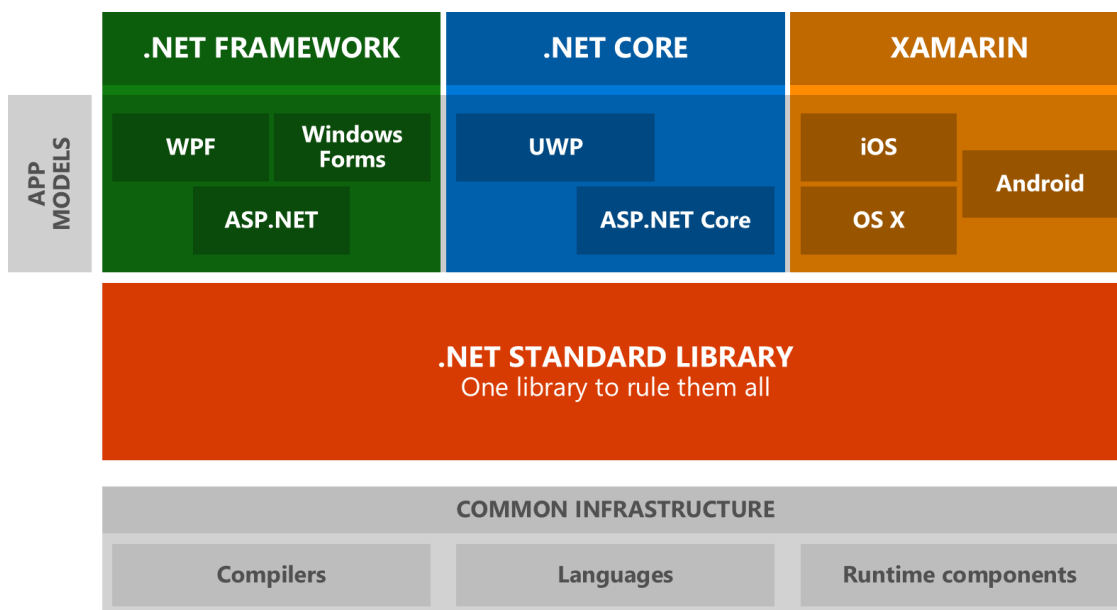 .NET FRAMEWORK
.NET CORE
XAMARIN
APP
MODELS
WPF
Windows
Forms
ASP.NET
UWP
ASP.NET Core
iOS
Android
OS X
.NET STANDARD LIBRARY
One library to rule them all
COMMON INFRASTRUCTURE
Compilers
Languages
Runtime components